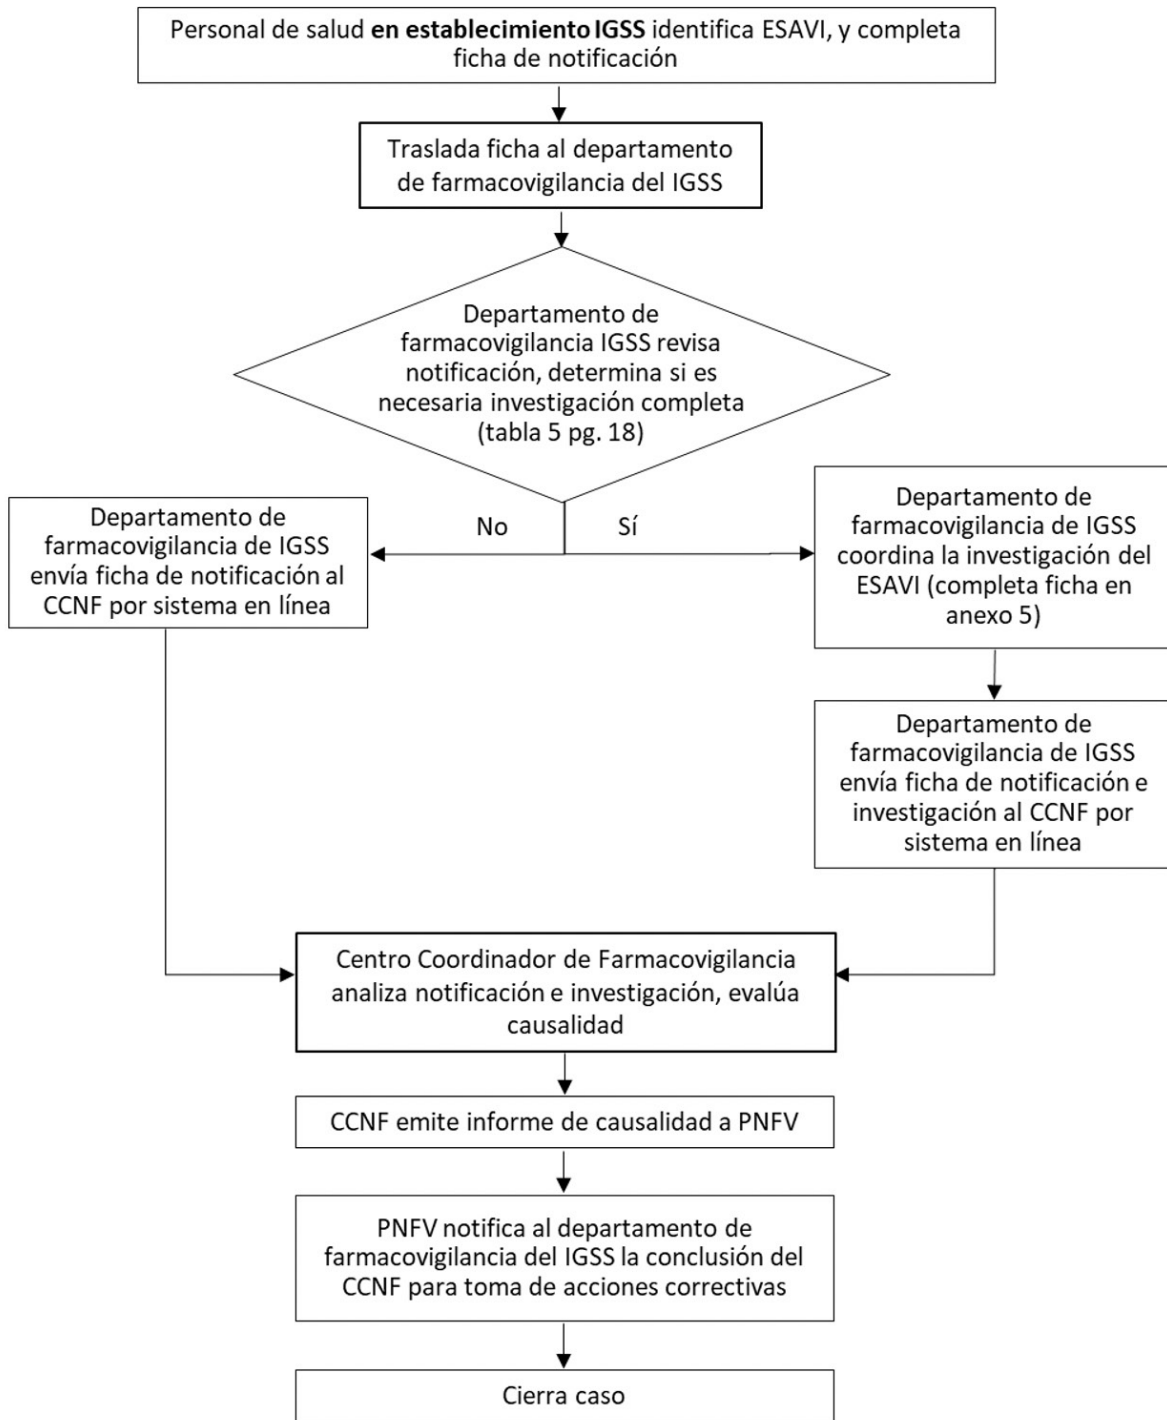 Personal de salud en establecimiento IGSS identifica ESAVI, y completa
ficha de notificación
Traslada ficha al departamento
de farmacovigilancia del IGSS
Departamento de
farmacovigilancia IGSS revisa
notificación, determina si es
necesaria investigación completa
(tabla 5 pg. 18)
No
Sí
Departamento de
farmacovigilancia de IGSS
envía ficha de notificación al
CCNF por sistema en línea
Departamento de
farmacovigilancia de IGSS
coordina la investigación del
ESAVI (completa ficha en
anexo 5)
Departamento de
farmacovigilancia de IGSS
envía ficha de notificación e
investigación al CCNF por
sistema en línea
Centro Coordinador de Farmacovigilancia
analiza notificación e investigación, evalúa
causalidad
CCNF emite informe de causalidad a PNFV
PNFV notifica al departamento de
farmacovigilancia del IGSS la conclusión del
CCNF para toma de acciones correctivas
Cierra caso